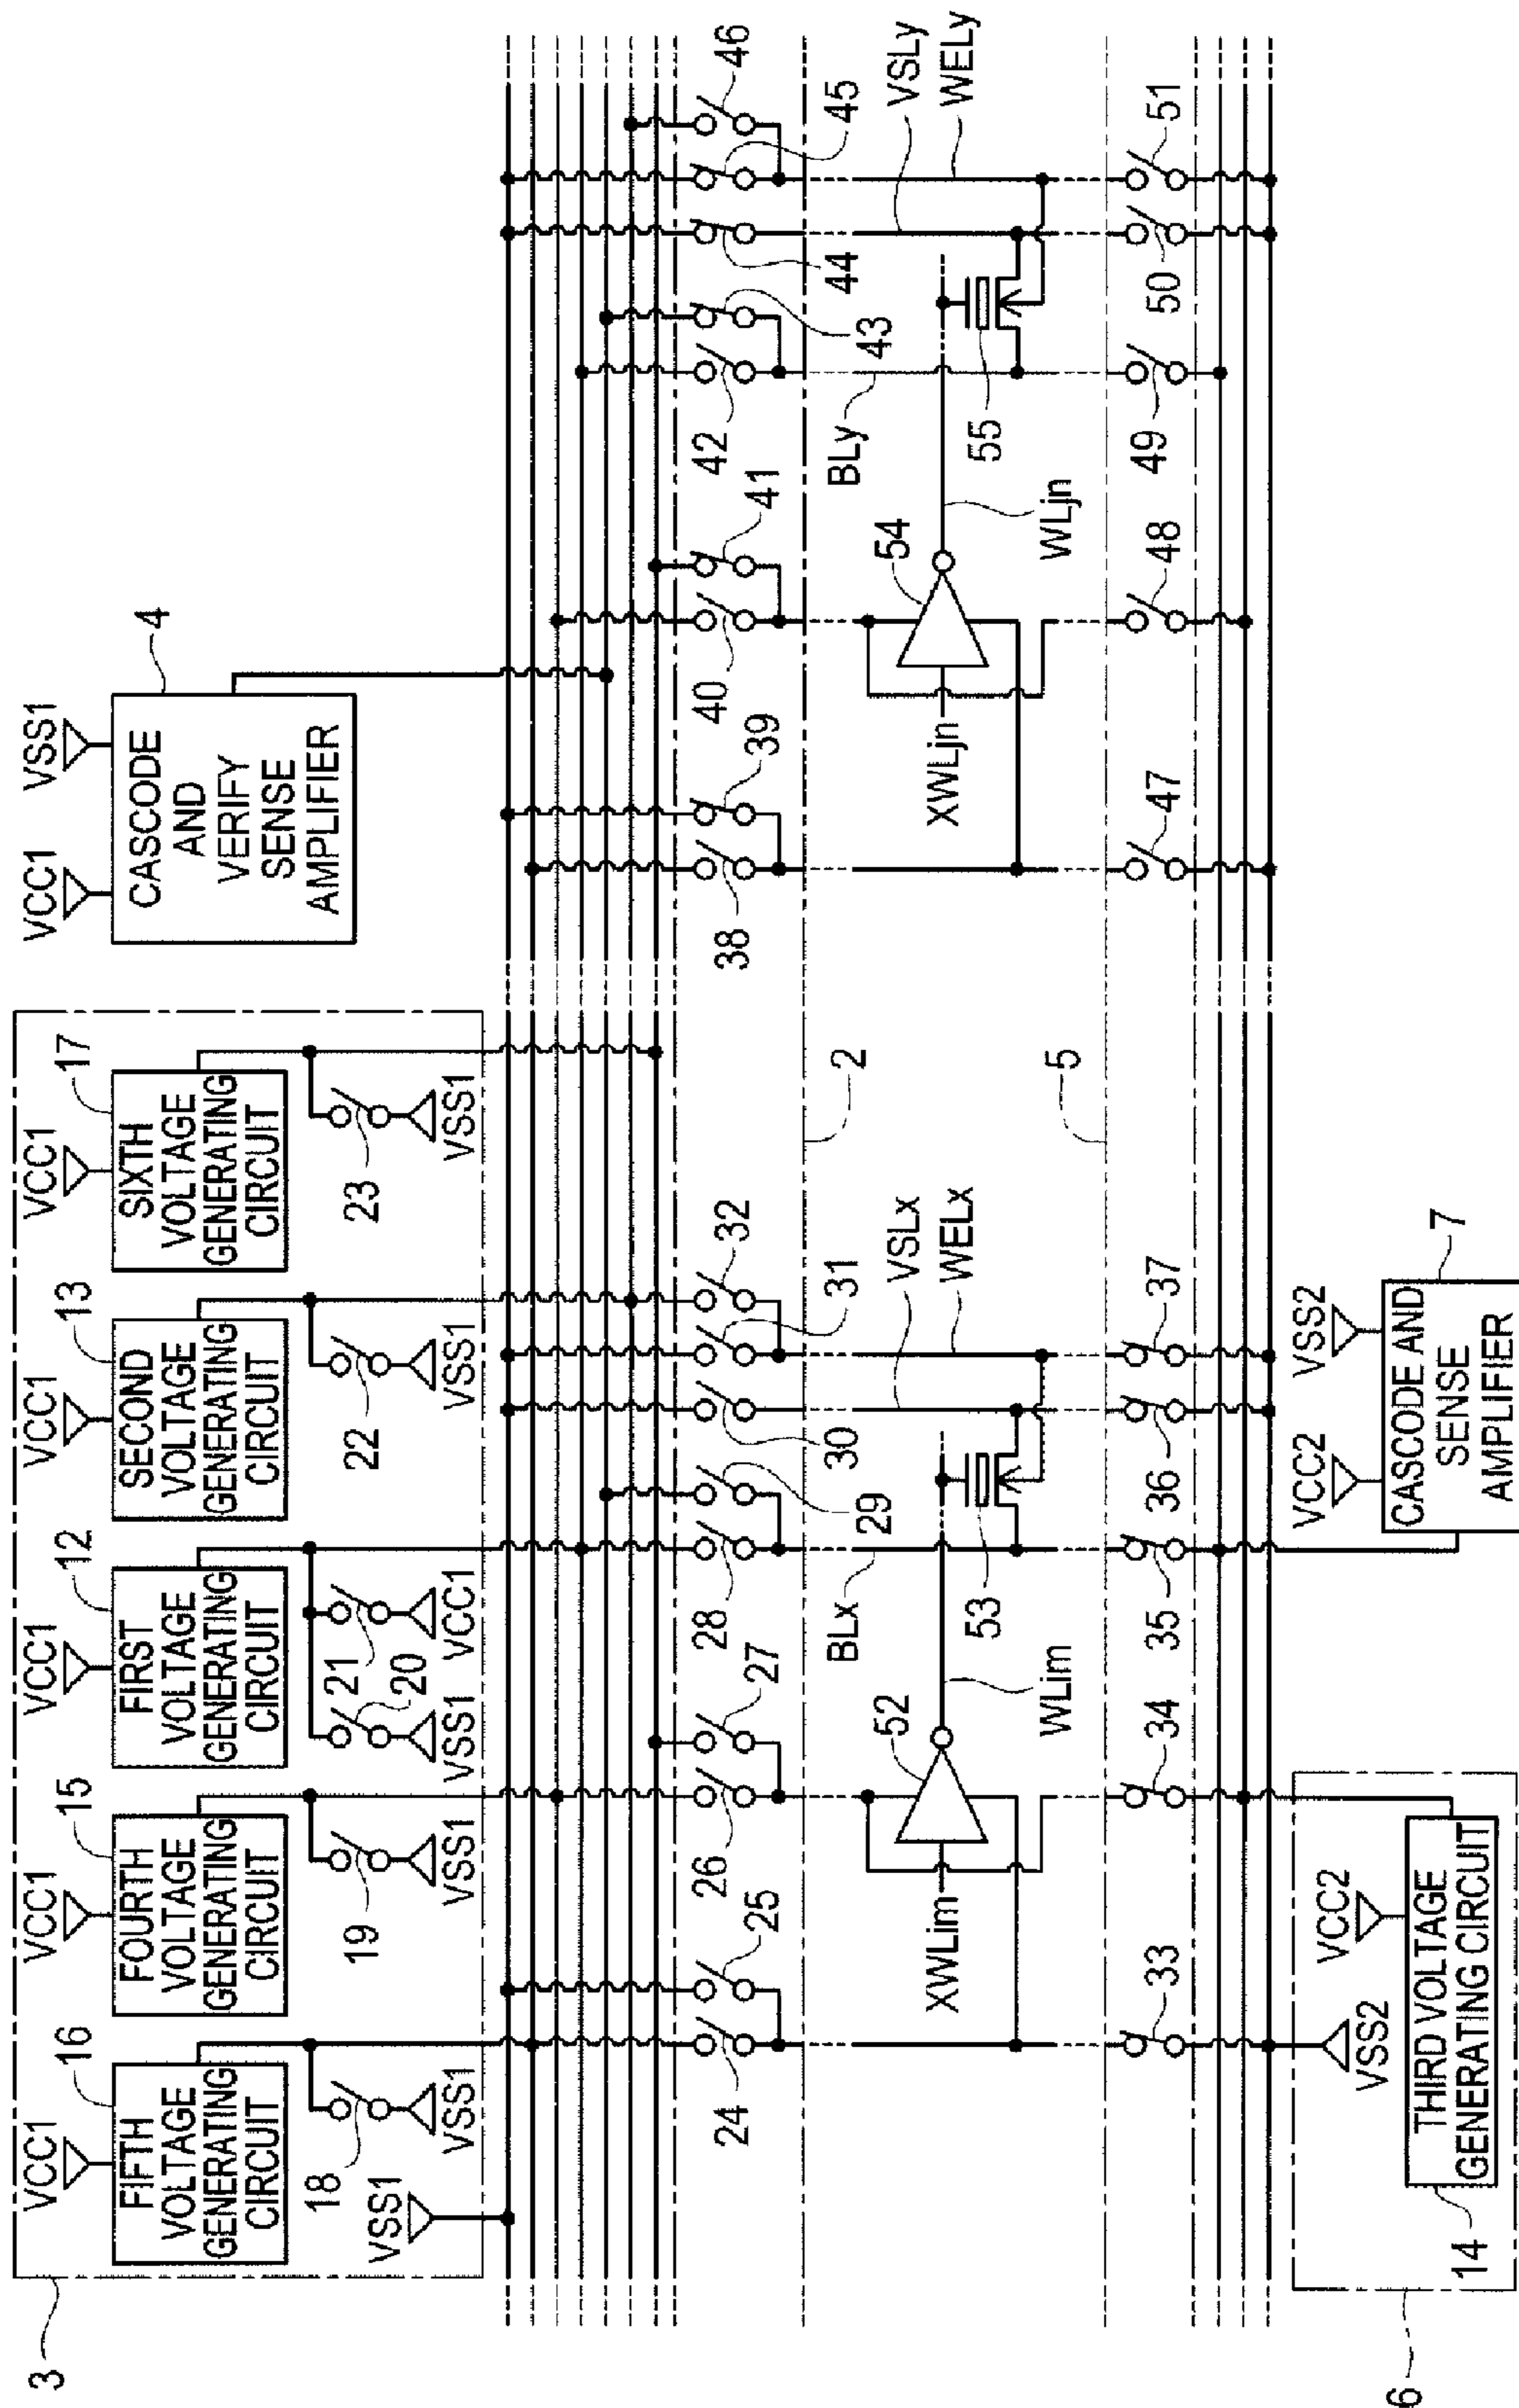 3
VCC1
16
FIFTH
VOLTAGE
GENERATING
CIRCUIT
18
VSS1
VSS1
VCC1
15
FOURTH
VOLTAGE
GENERATING
CIRCUIT
19
VSS1
VCC1
12
FIRST
VOLTAGE
GENERATING
CIRCUIT
21
20
VSS1
VCC1
VCC1
13
SECOND
VOLTAGE
GENERATING
CIRCUIT
22
VSS1
VCC1
17
SIXTH
VOLTAGE
GENERATING
CIRCUIT
23
VSS1
VCC1
VSS1
4
CASCODE
AND
VERIFY
SENSE
AMPLIFIER
24
25
26
27
28
29
30
31
32
38
39
40
41
42
43
44
45
46
2
XWLim
52
WLim
BLx
53
VSLx
WELx
XWLjn
54
WLjn
BLy
55
VSLy
WELy
5
33
34
35
36
37
47
48
49
50
51
6
VSS2
VCC2
14
THIRD VOLTAGE
GENERATING CIRCUIT
VCC2
VSS2
7
CASCODE AND
SENSE
AMPLIFIER